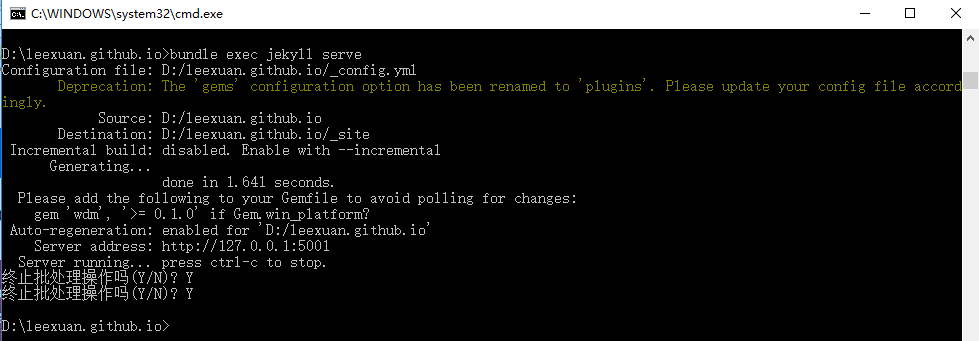 C:\WINDOWS\system32\cmd.exe
D:\leexuan.github.io>bundle exec jekyll serve
Configuration file: D:/leexuan.github.io/_config.yml
Deprecation: The 'gems' configuration option has been renamed to 'plugins'. Please update your config file accord
ingly.
Source: D:/leexuan.github.io
Destination: D:/leexuan.github.io/_site
Incremental build: disabled. Enable with --incremental
Generating...
done in 1.641 seconds.
Please add the following to your Gemfile to avoid polling for changes:
gem 'wdm', '>= 0.1.0' if Gem.win_platform?
Auto-regeneration: enabled for 'D:/leexuan.github.io'
Server address: http://127.0.0.1:5001
Server running... press ctrl-c to stop.
终止批处理操作吗(Y/N)? Y
终止批处理操作吗(Y/N)? Y
D:\leexuan.github.io>